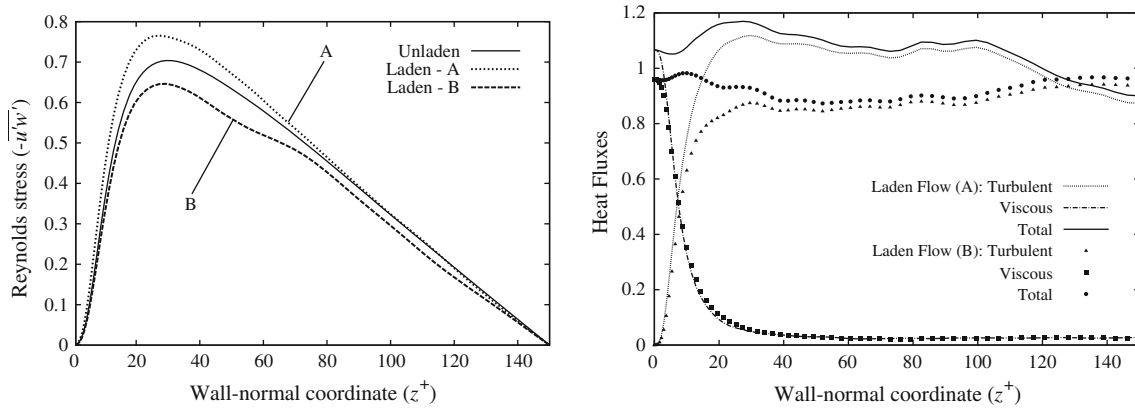 Reynolds stress (-u'w')
0.8
0.7
0.6
0.5
0.4
0.3
0.2
0.1
0
0 20 40 60 80 100 120 140
Wall-normal coordinate (z+)
A
B
Unladen
Laden - A
Laden - B
Heat Fluxes
1.2
1
0.8
0.6
0.4
0.2
0
0 20 40 60 80 100 120 140
Wall-normal coordinate (z+)
Laden Flow (A): Turbulent
Viscous
Total
Laden Flow (B): Turbulent
Viscous
Total